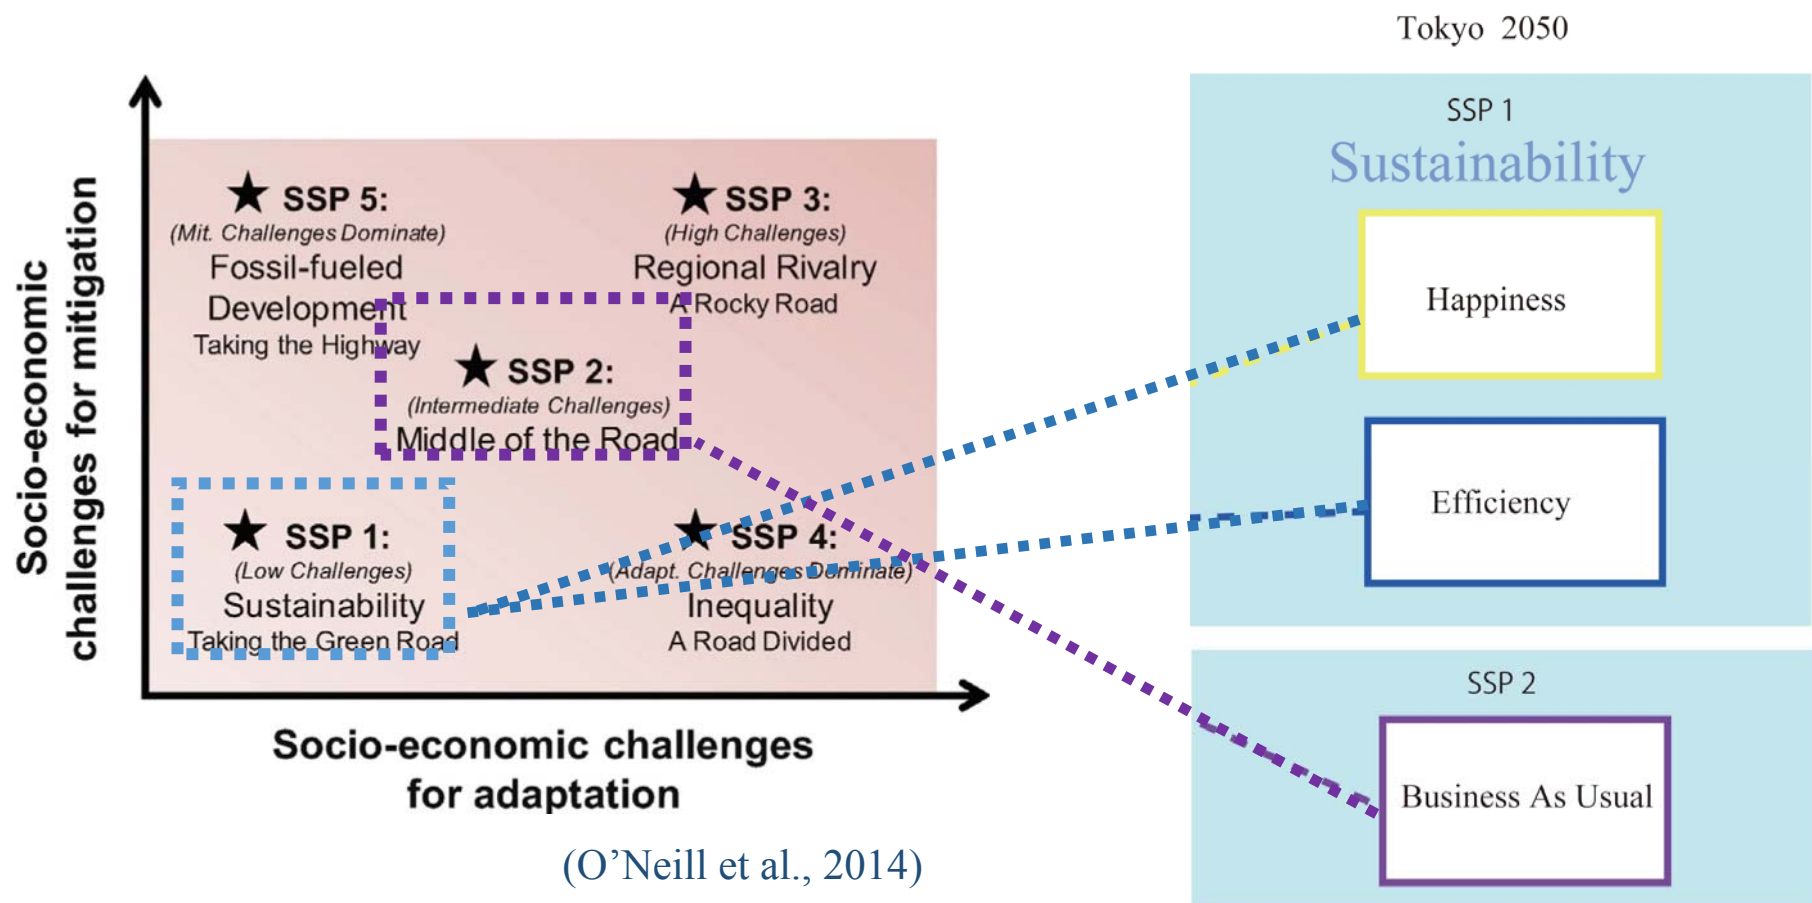 Tokyo 2050
Socio-economic
challenges for mitigation
SSP 5:
(Mit. Challenges Dominate)
Fossil-fueled
Development
Taking the Highway
SSP 3:
(High Challenges)
Regional Rivalry
A Rocky Road
SSP 2:
(Intermediate Challenges)
Middle of the Road
SSP 1:
(Low Challenges)
Sustainability
Taking the Green Road
SSP 4:
(Adapt. Challenges Dominate)
Inequality
A Road Divided
Socio-economic challenges
for adaptation
(O’Neill et al., 2014)
SSP 1
Sustainability
Happiness
Efficiency
SSP 2
Business As Usual